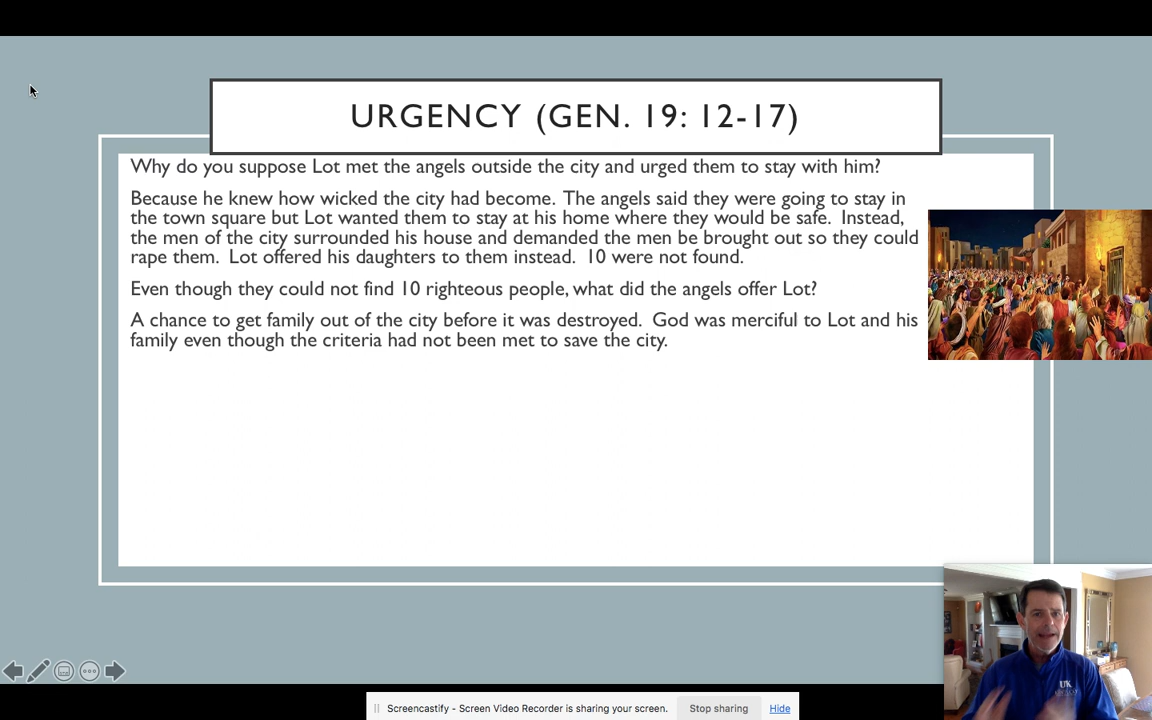 URGENCY (GEN. 19: 12-17)
Why do you suppose Lot met the angels outside the city and urged them to stay with him?
Because he knew how wicked the city had become. The angels said they were going to stay in
the town square but Lot wanted them to stay at his home where they would be safe. Instead,
the men of the city surrounded his house and demanded the men be brought out so they could
rape them. Lot offered his daughters to them instead. 10 were not found.
Even though they could not find 10 righteous people, what did the angels offer Lot?
A chance to get family out of the city before it was destroyed. God was merciful to Lot and his
family even though the criteria had not been met to save the city.
UK
Screencastify - Screen Video Recorder is sharing your screen. Stop sharing Hide